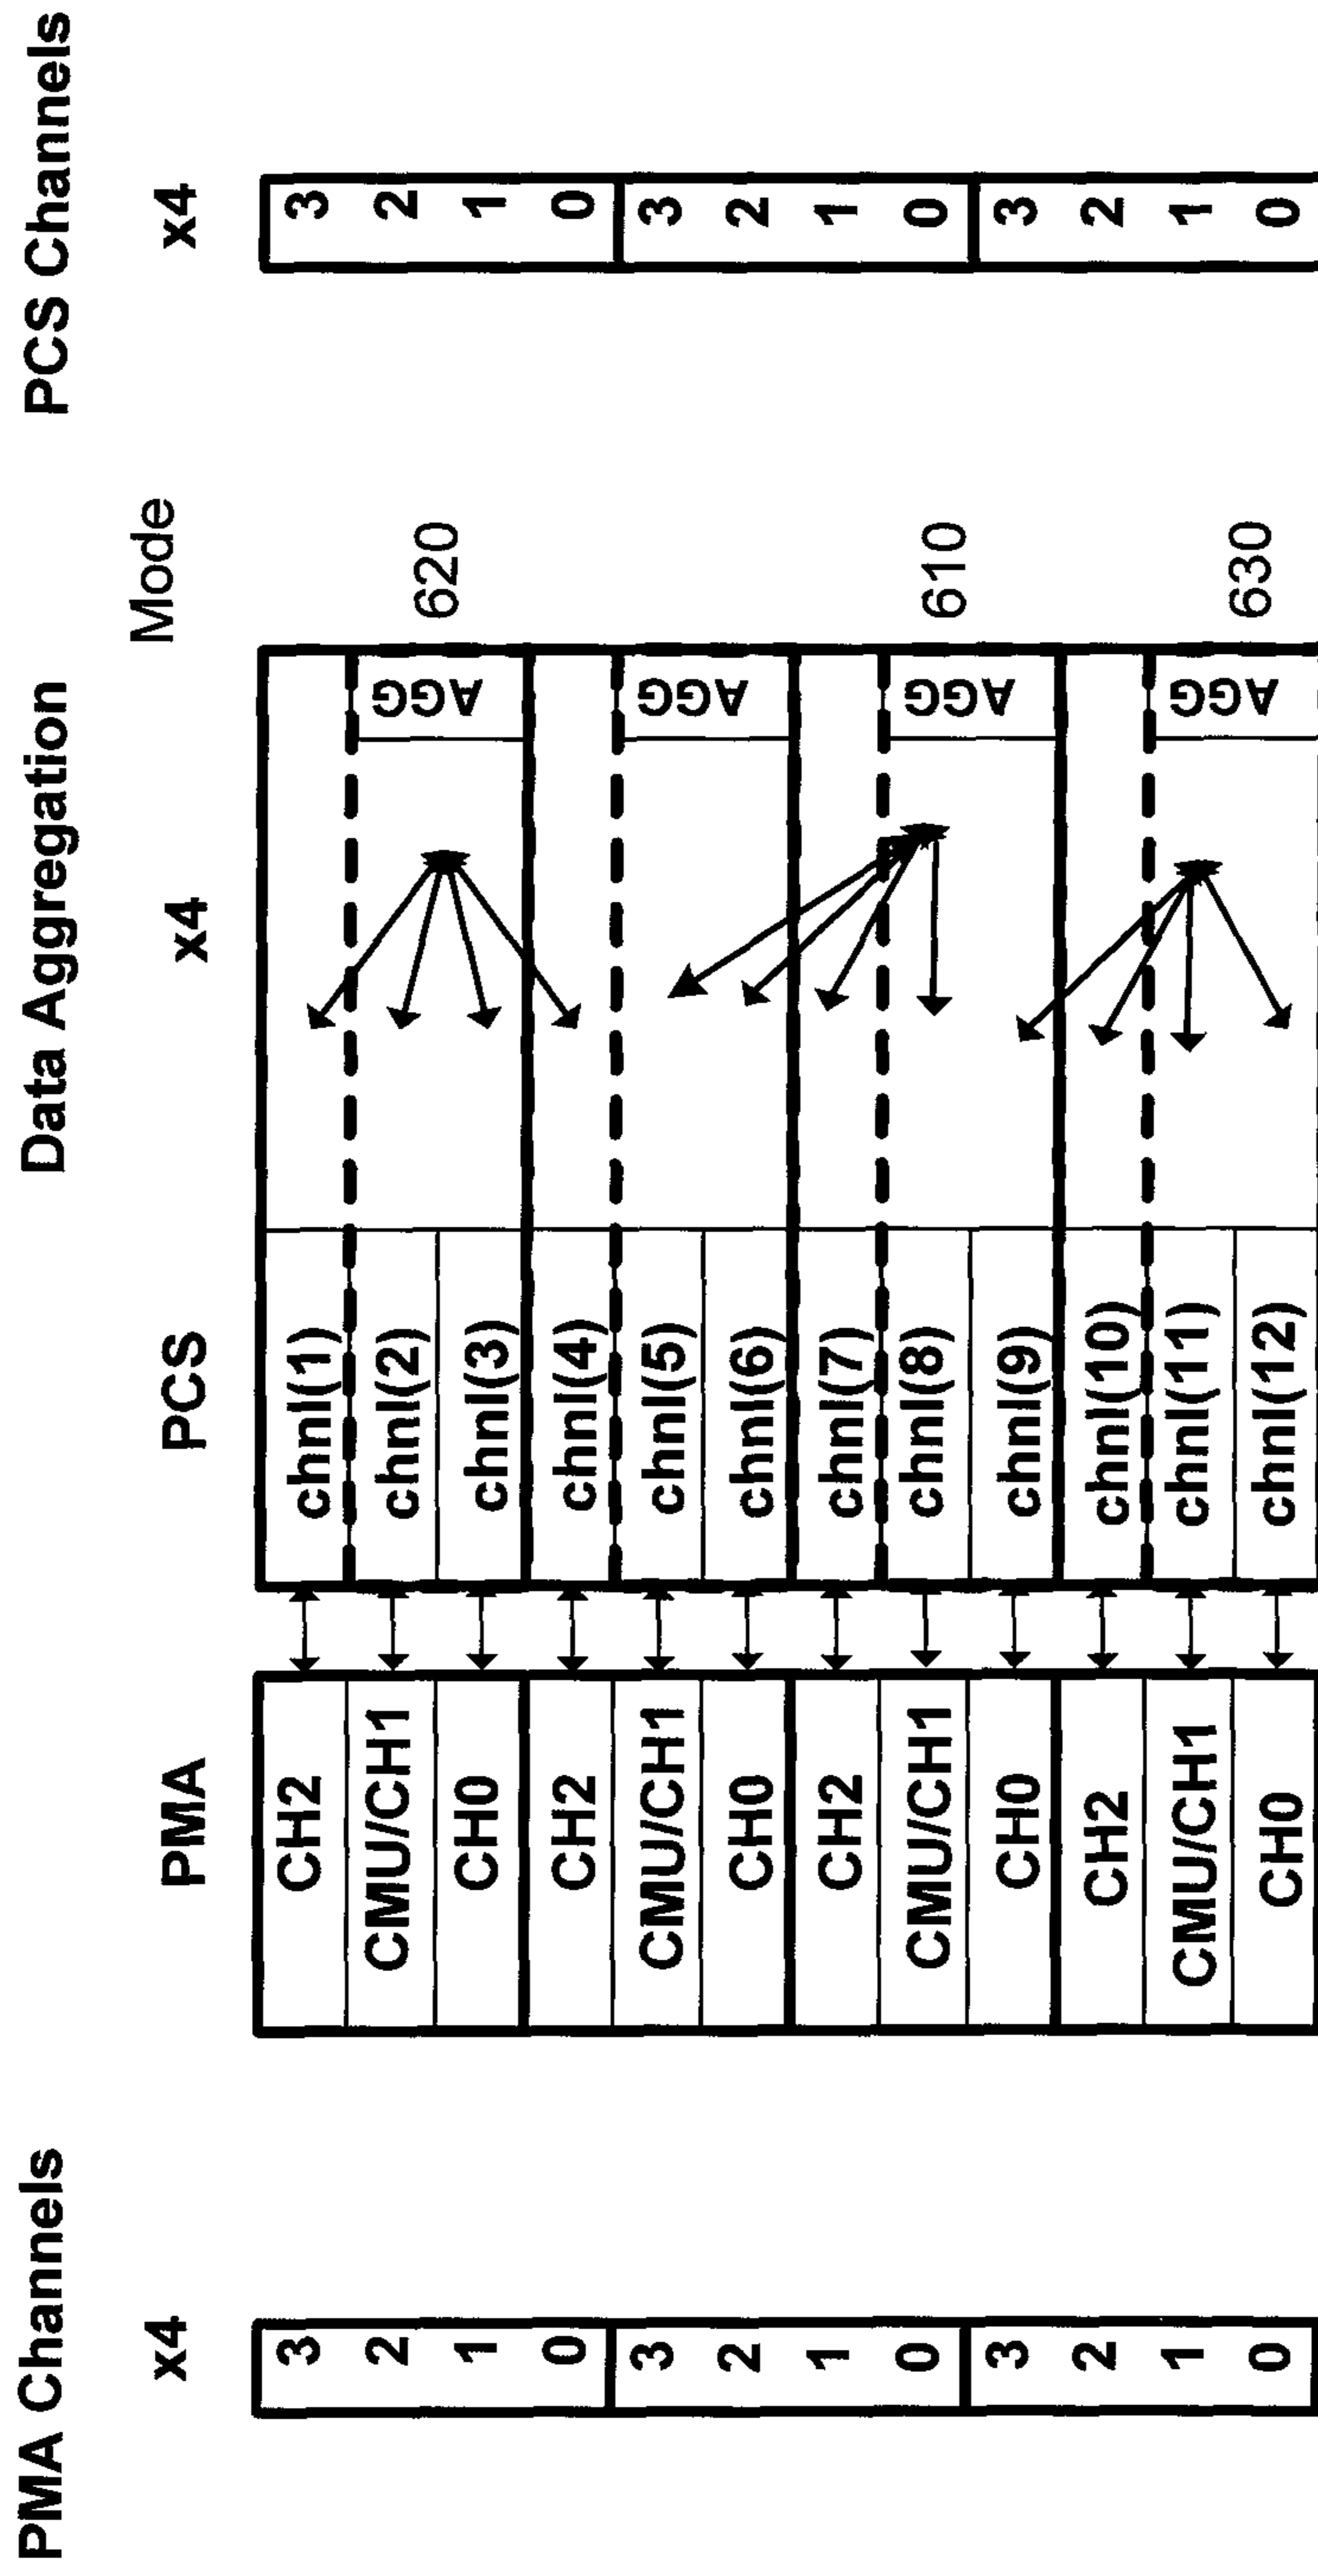 PMA Channels Data Aggregation PCS Channels
x4 PMA PCS x4 Mode x4
3 CH2 chnl(1) 3
2 CMU/CH1 chnl(2) AGG 620 2
1 CH0 chnl(3) 1
0 CH2 chnl(4) 0
3 CMU/CH1 chnl(5) AGG 3
2 CH0 chnl(6) 2
1 CH2 chnl(7) 1
0 CMU/CH1 chnl(8) AGG 610 0
3 CH0 chnl(9) 3
2 CH2 chnl(10) 2
1 CMU/CH1 chnl(11) AGG 630 1
0 CH0 chnl(12) 0